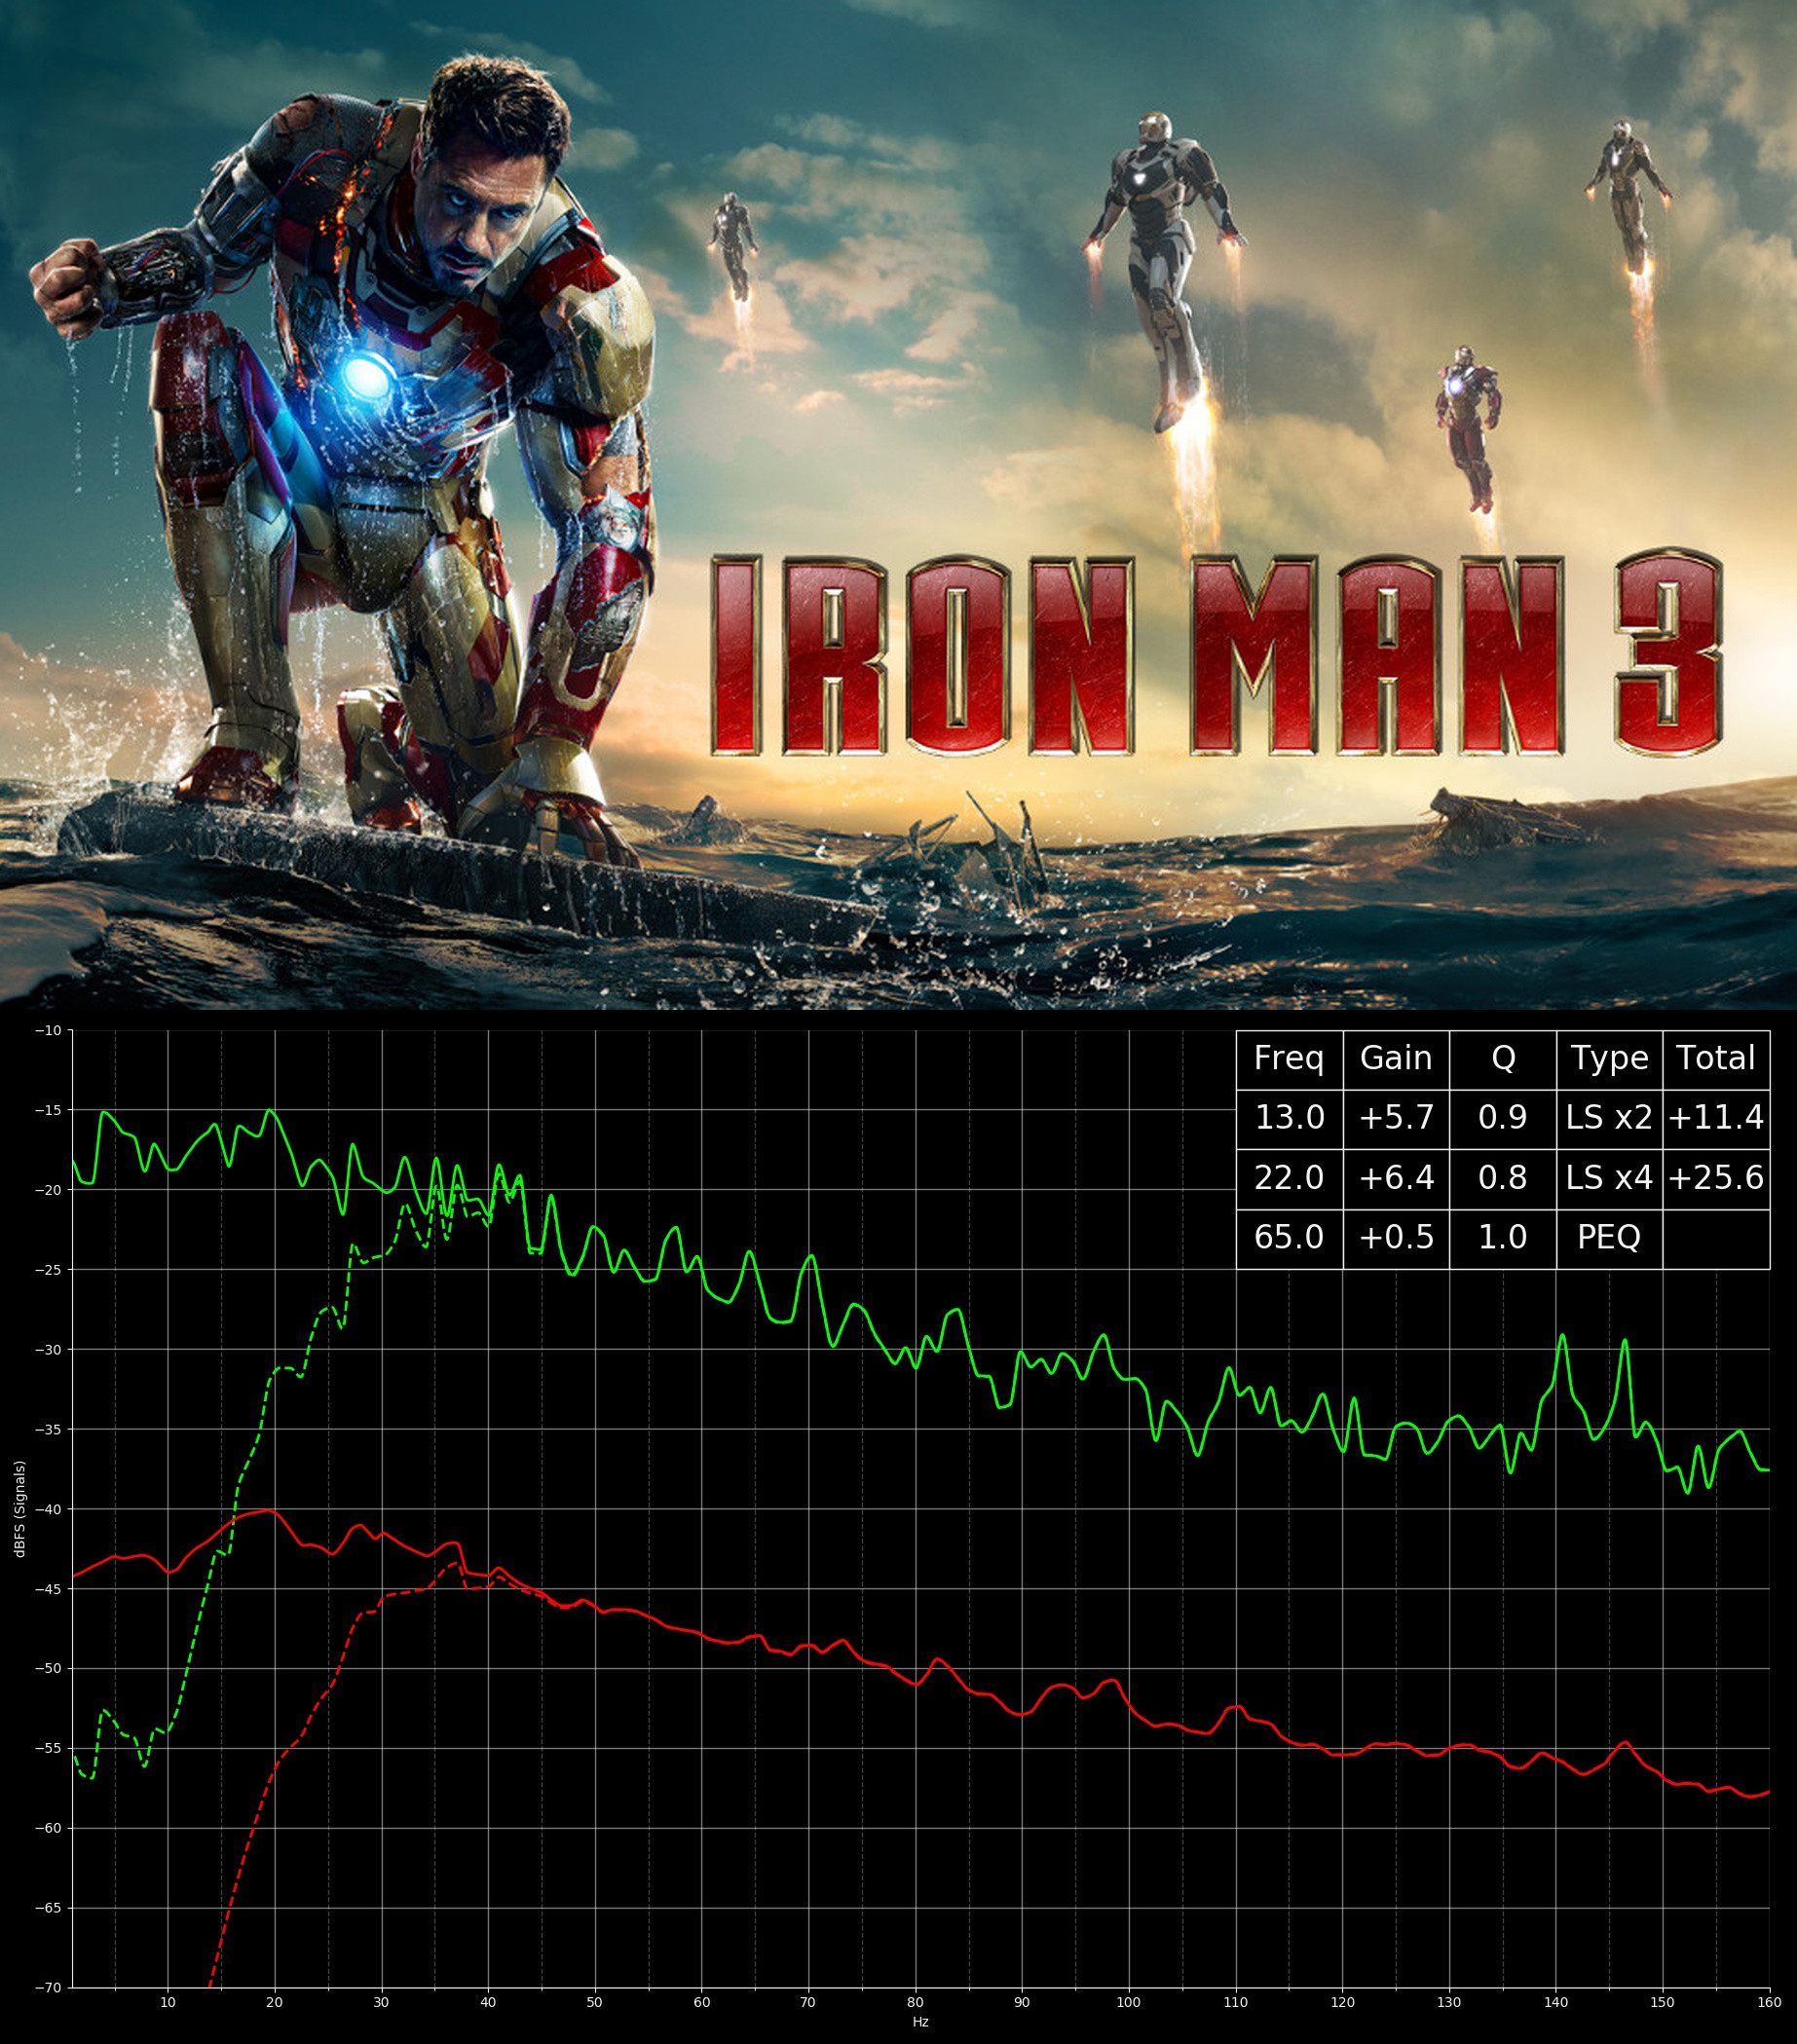 IRON MAN 3
Freq Gain Q Type Total
13.0 +5.7 0.9 LS x2 +11.4
22.0 +6.4 0.8 LS x4 +25.6
65.0 +0.5 1.0 PEQ
−10
−15
−20
−25
−30
−35
−40
−45
−50
−55
−60
−65
−70
dBFS (Signals)
10 20 30 40 50 60 70 80 90 100 110 120 130 140 150 160
Hz